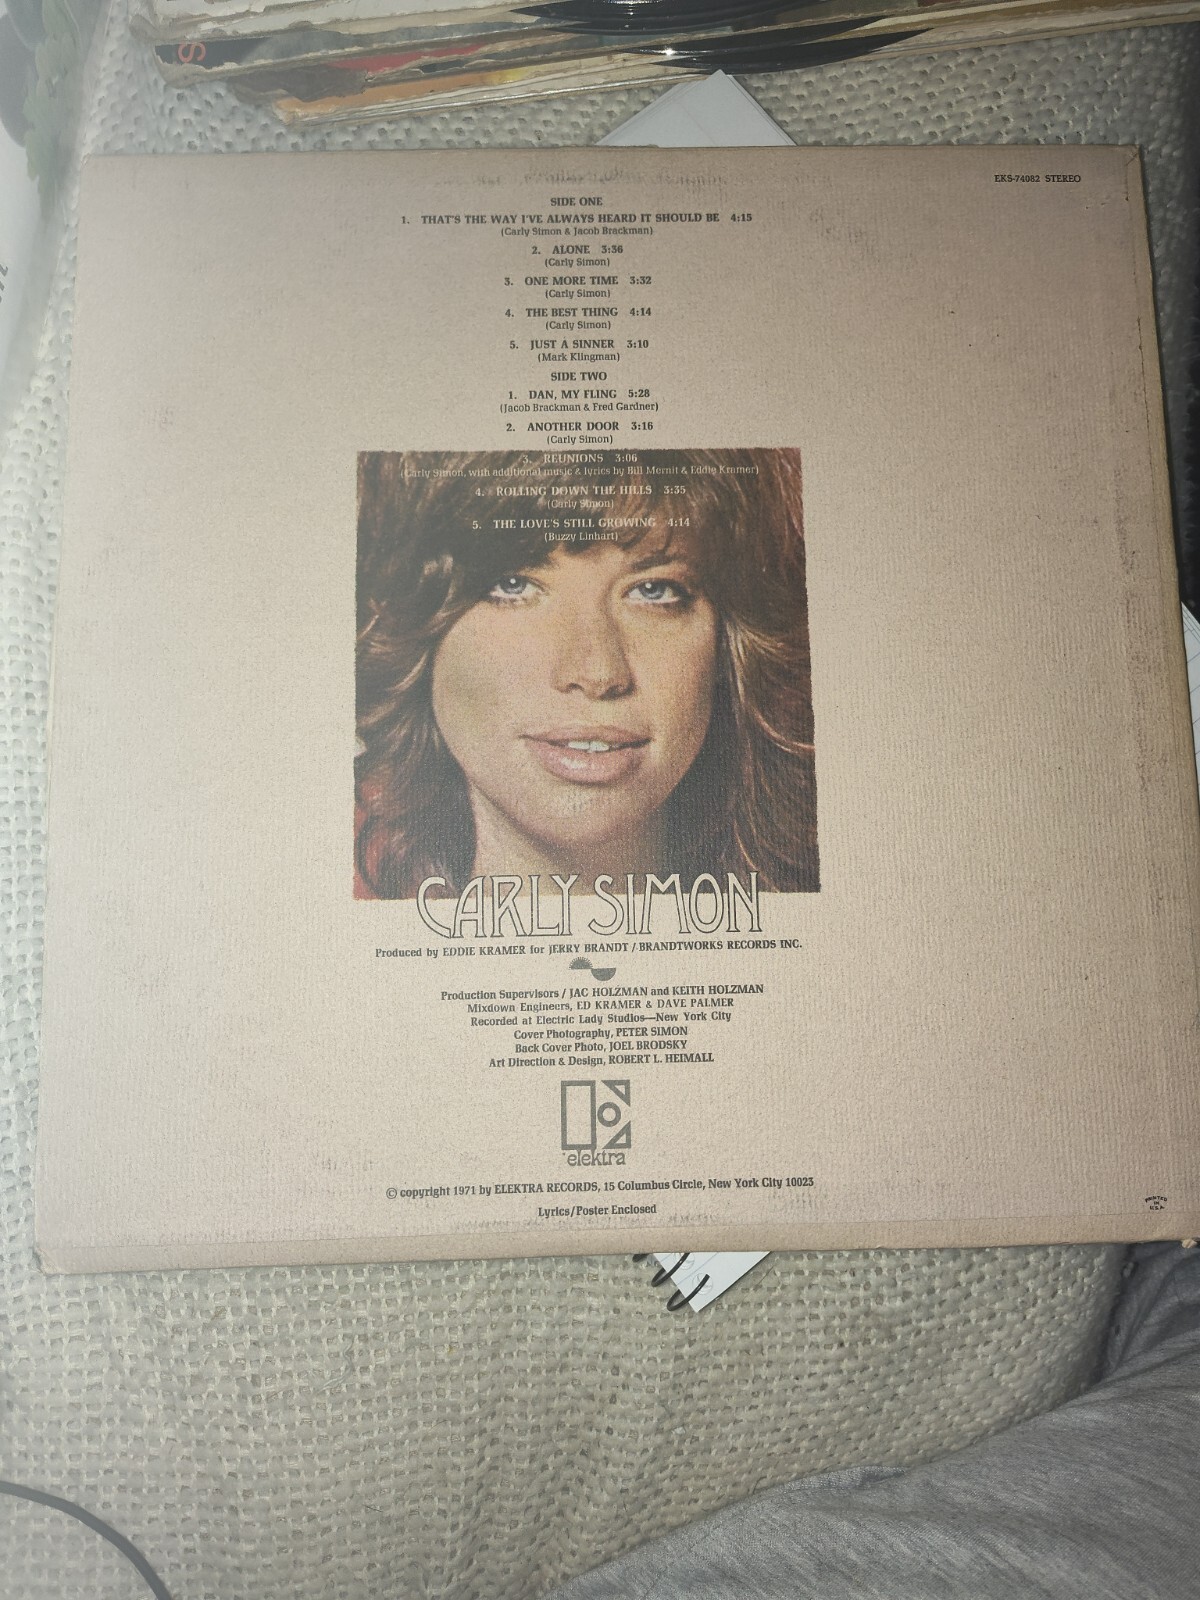 S
EKS-74082 STEREO
SIDE ONE
1. THAT'S THE WAY I'VE ALWAYS HEARD IT SHOULD BE 4:15
(Carly Simon & Jacob Brackman)
2. ALONE 3:36
(Carly Simon)
3. ONE MORE TIME 3:32
(Carly Simon)
4. THE BEST THING 4:14
(Carly Simon)
5. JUST A SINNER 3:10
(Mark Klingman)
SIDE TWO
1. DAN, MY FLING 5:28
(Jacob Brackman & Fred Gardner)
2. ANOTHER DOOR 3:16
(Carly Simon)
3. REUNIONS 3:06
(Carly Simon, with additional music & lyrics by Bill Mernit & Eddie Kramer)
4. ROLLING DOWN THE HILLS 3:35
(Carly Simon)
5. THE LOVE'S STILL GROWING 4:14
(Buzzy Linhart)
CARLY SIMON
Produced by EDDIE KRAMER for JERRY BRANDT / BRANDTWORKS RECORDS INC.
Production Supervisors / JAC HOLZMAN and KEITH HOLZMAN
Mixdown Engineers, ED KRAMER & DAVE PALMER
Recorded at Electric Lady Studios—New York City
Cover Photography, PETER SIMON
Back Cover Photo, JOEL BRODSKY
Art Direction & Design, ROBERT L. HEIMALL
elektra
© copyright 1971 by ELEKTRA RECORDS, 15 Columbus Circle, New York City 10023
Lyrics/Poster Enclosed
PRINTED
IN
U.S.A.